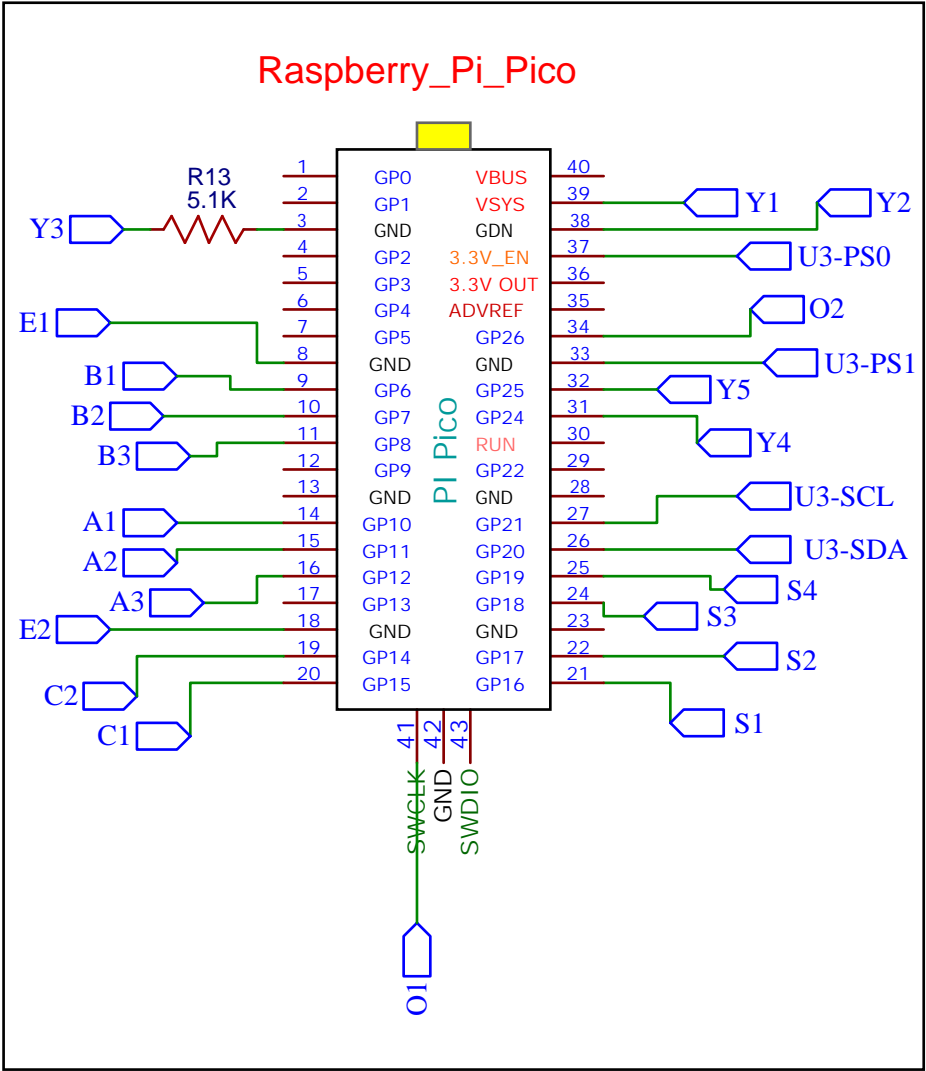 Raspberry_Pi_Pico
R13
5.1K
Y3
E1
B1
B2
B3
A1
A2
A3
E2
C2
C1
1 GP0 VBUS 40
2 GP1 VSYS 39
3 GND GDN 38
4 GP2 3.3V_EN 37
5 GP3 3.3V OUT 36
6 GP4 ADVREF 35
7 GP5 GP26 34
8 GND GND 33
9 GP6 GP25 32
10 GP7 GP24 31
11 GP8 RUN 30
12 GP9 GP22 29
13 GND GND 28
14 GP10 GP21 27
15 GP11 GP20 26
16 GP12 GP19 25
17 GP13 GP18 24
18 GND GND 23
19 GP14 GP17 22
20 GP15 GP16 21
PI Pico
Y1
Y2
U3-PS0
O2
U3-PS1
Y5
Y4
U3-SCL
U3-SDA
S4
S3
S2
S1
41 SWCLK
42 GND
43 SWDIO
O1